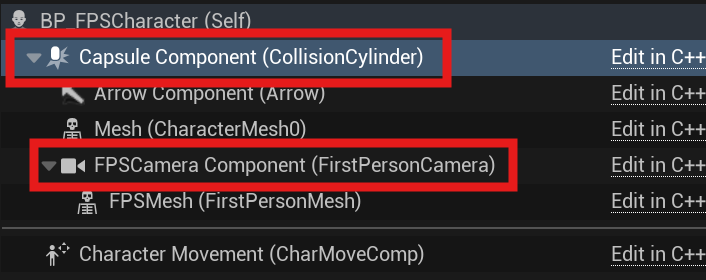 BP_FPSCharacter (Self)
Capsule Component (CollisionCylinder) Edit in C++
Arrow Component (Arrow) Edit in C++
Mesh (CharacterMesh0) Edit in C++
FPSCamera Component (FirstPersonCamera) Edit in C++
FPSMesh (FirstPersonMesh) Edit in C++
Character Movement (CharMoveComp) Edit in C++